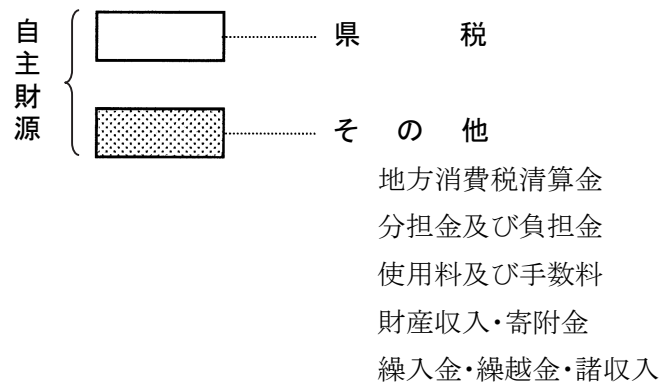 自主財源
県 税
そ の 他
地方消費税清算金
分担金及び負担金
使用料及び手数料
財産収入・寄附金
繰入金・繰越金・諸収入